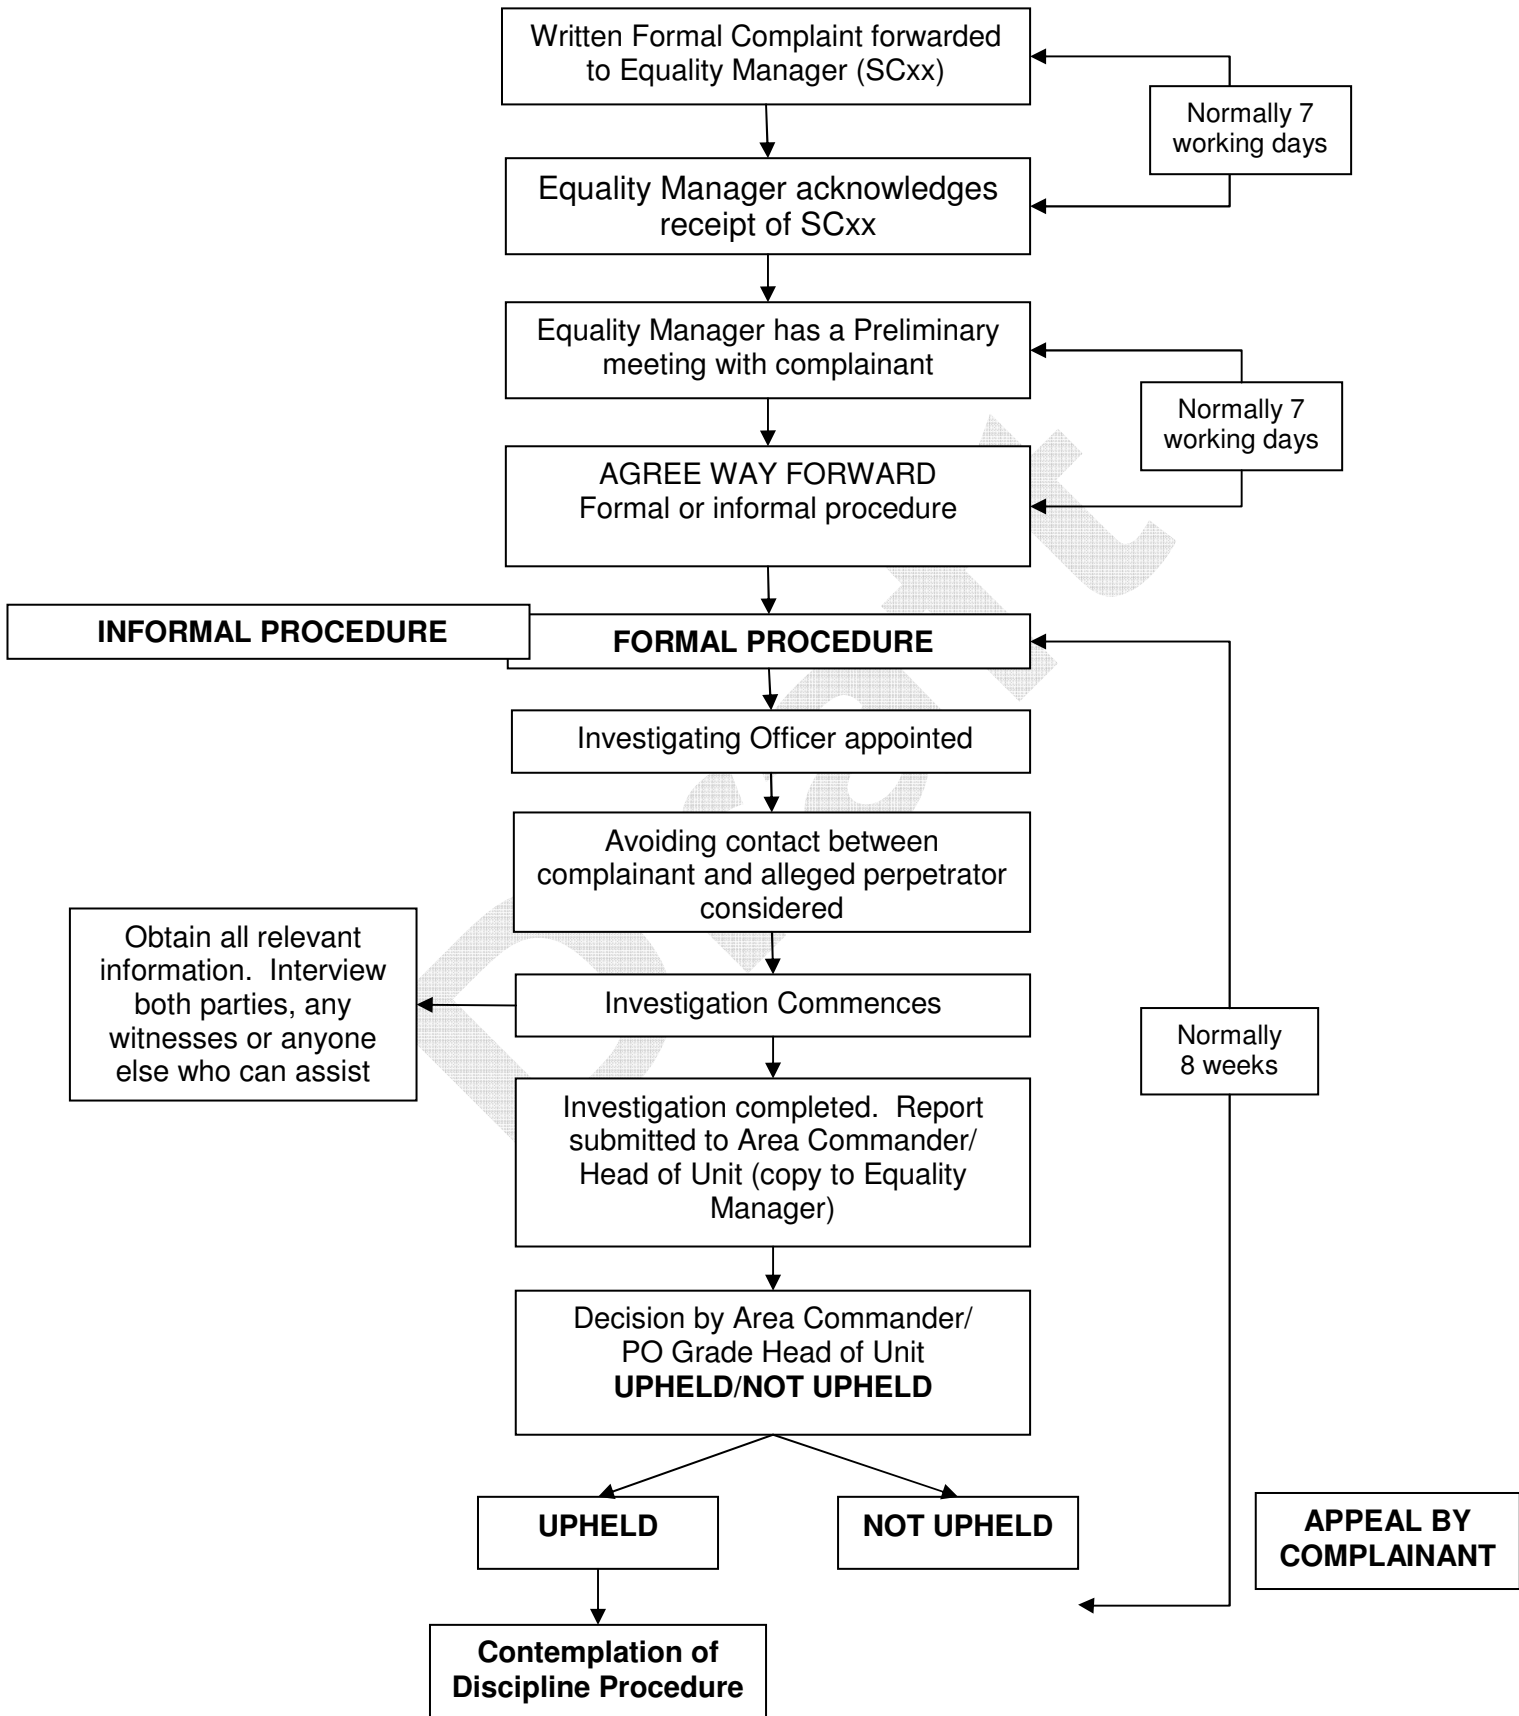 Written Formal Complaint forwarded
to Equality Manager (SCxx)
Normally 7
working days
Equality Manager acknowledges
receipt of SCxx
Equality Manager has a Preliminary
meeting with complainant
Normally 7
working days
AGREE WAY FORWARD
Formal or informal procedure
INFORMAL PROCEDURE
FORMAL PROCEDURE
Investigating Officer appointed
Avoiding contact between
complainant and alleged perpetrator
considered
Obtain all relevant
information.  Interview
both parties, any
witnesses or anyone
else who can assist
Investigation Commences
Normally
8 weeks
Investigation completed.  Report
submitted to Area Commander/
Head of Unit (copy to Equality
Manager)
Decision by Area Commander/
PO Grade Head of Unit
UPHELD/NOT UPHELD
UPHELD
NOT UPHELD
APPEAL BY
COMPLAINANT
Contemplation of
Discipline Procedure
Draft